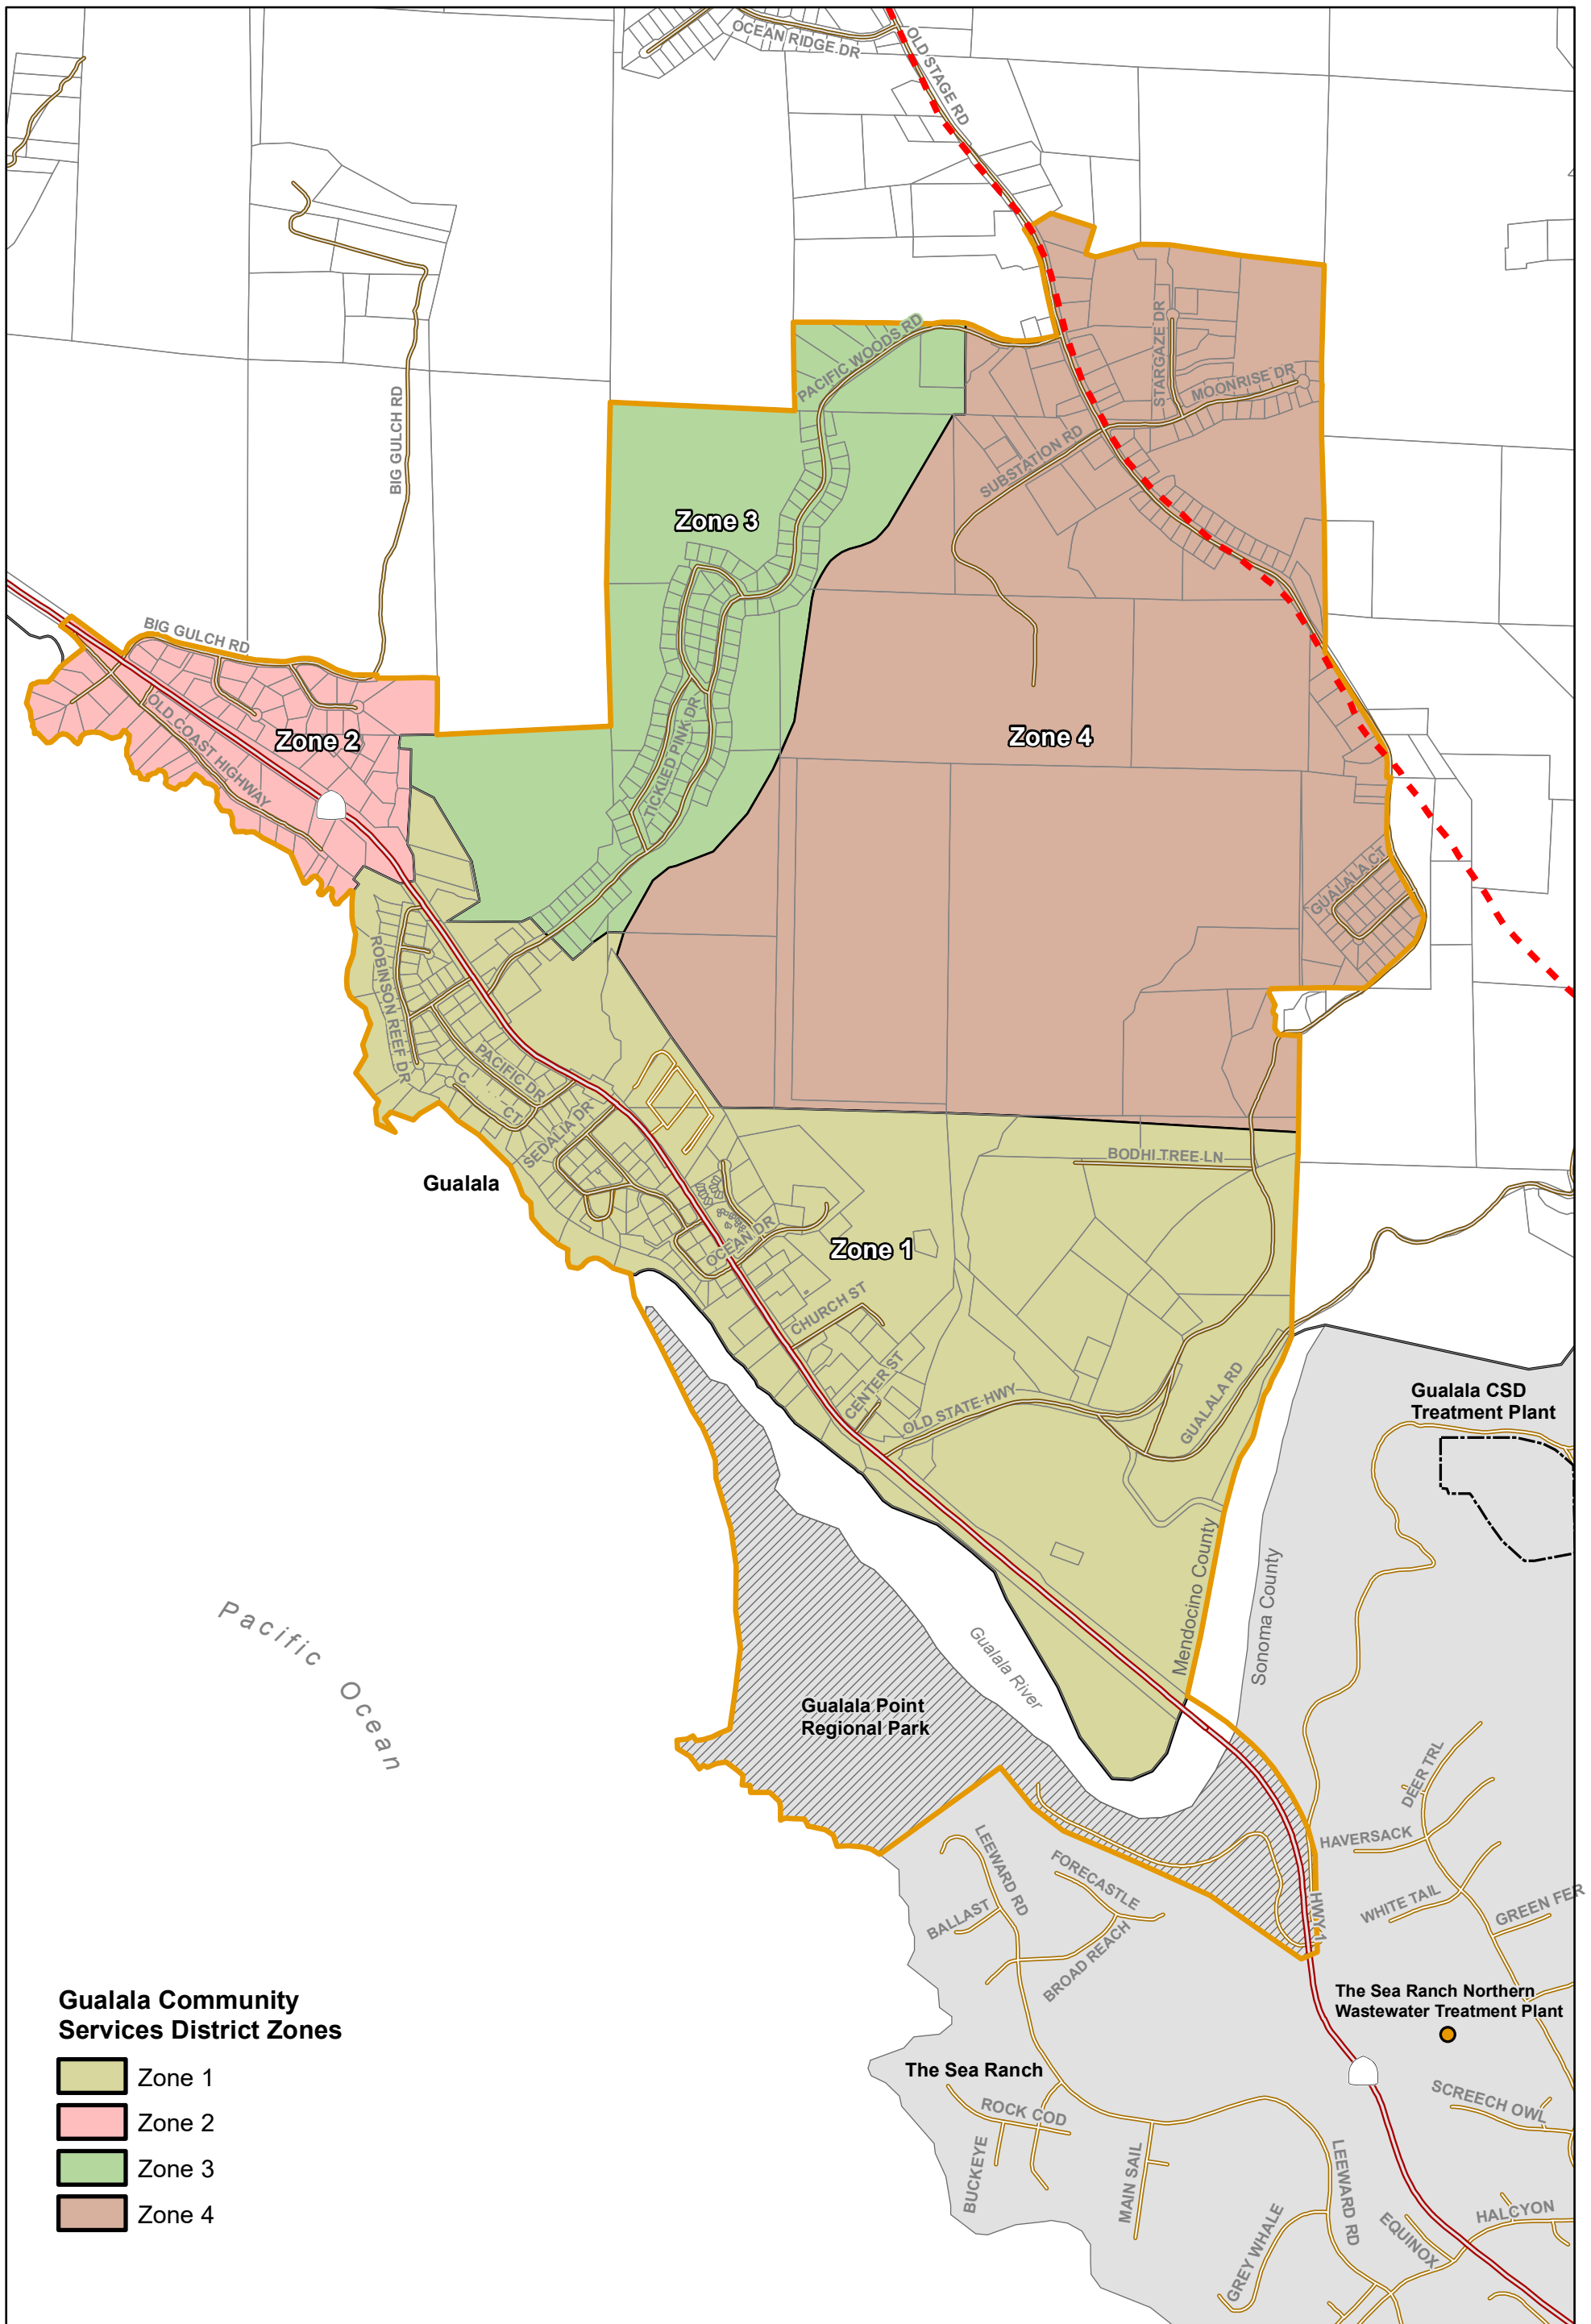 OCEAN RIDGE DR
OLD STAGE RD
PACIFIC WOODS RD
STARGAZE DR
MOONRISE DR
BIG GULCH RD
SUBSTATION RD
Zone 3
BIG GULCH RD
OLD COAST HIGHWAY
Zone 2
Zone 4
TICKLED PINK DR
GUALALA CT
ROBINSON REEF DR
PACIFIC DR
C
CT
SEDALIA DR
Gualala
BODHI TREE LN
OCEAN DR
Zone 1
CHURCH ST
CENTER ST
OLD STATE HWY
GUALALA RD
Gualala CSD
Treatment Plant
Mendocino County
Sonoma County
Pacific Ocean
Gualala River
Gualala Point
Regional Park
DEER TRL
HAVERSACK
LEEWARD RD
FORECASTLE
BALLAST
BROAD REACH
HWY 1
WHITE TAIL
GREEN FER
The Sea Ranch Northern
Wastewater Treatment Plant
The Sea Ranch
ROCK COD
BUCKEYE
MAIN SAIL
SCREECH OWL
LEEWARD RD
GREY WHALE
EQUINOX
HALCYON
Gualala Community
Services District Zones
Zone 1
Zone 2
Zone 3
Zone 4